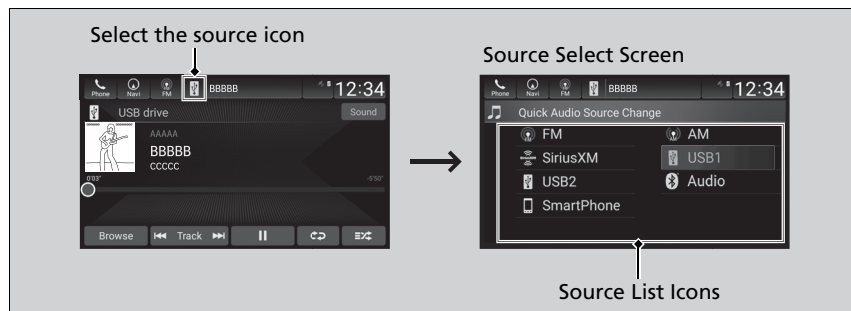 Select the source icon
Phone Navi FM BBBBB 12:34
USB drive Sound
AAAAA
BBBBB
CCCCC
0'03" -5'50"
Browse Track
Source Select Screen
Phone Navi FM BBBBB 12:34
Quick Audio Source Change
FM AM
SiriusXM USB1
USB2 Audio
SmartPhone
Source List Icons